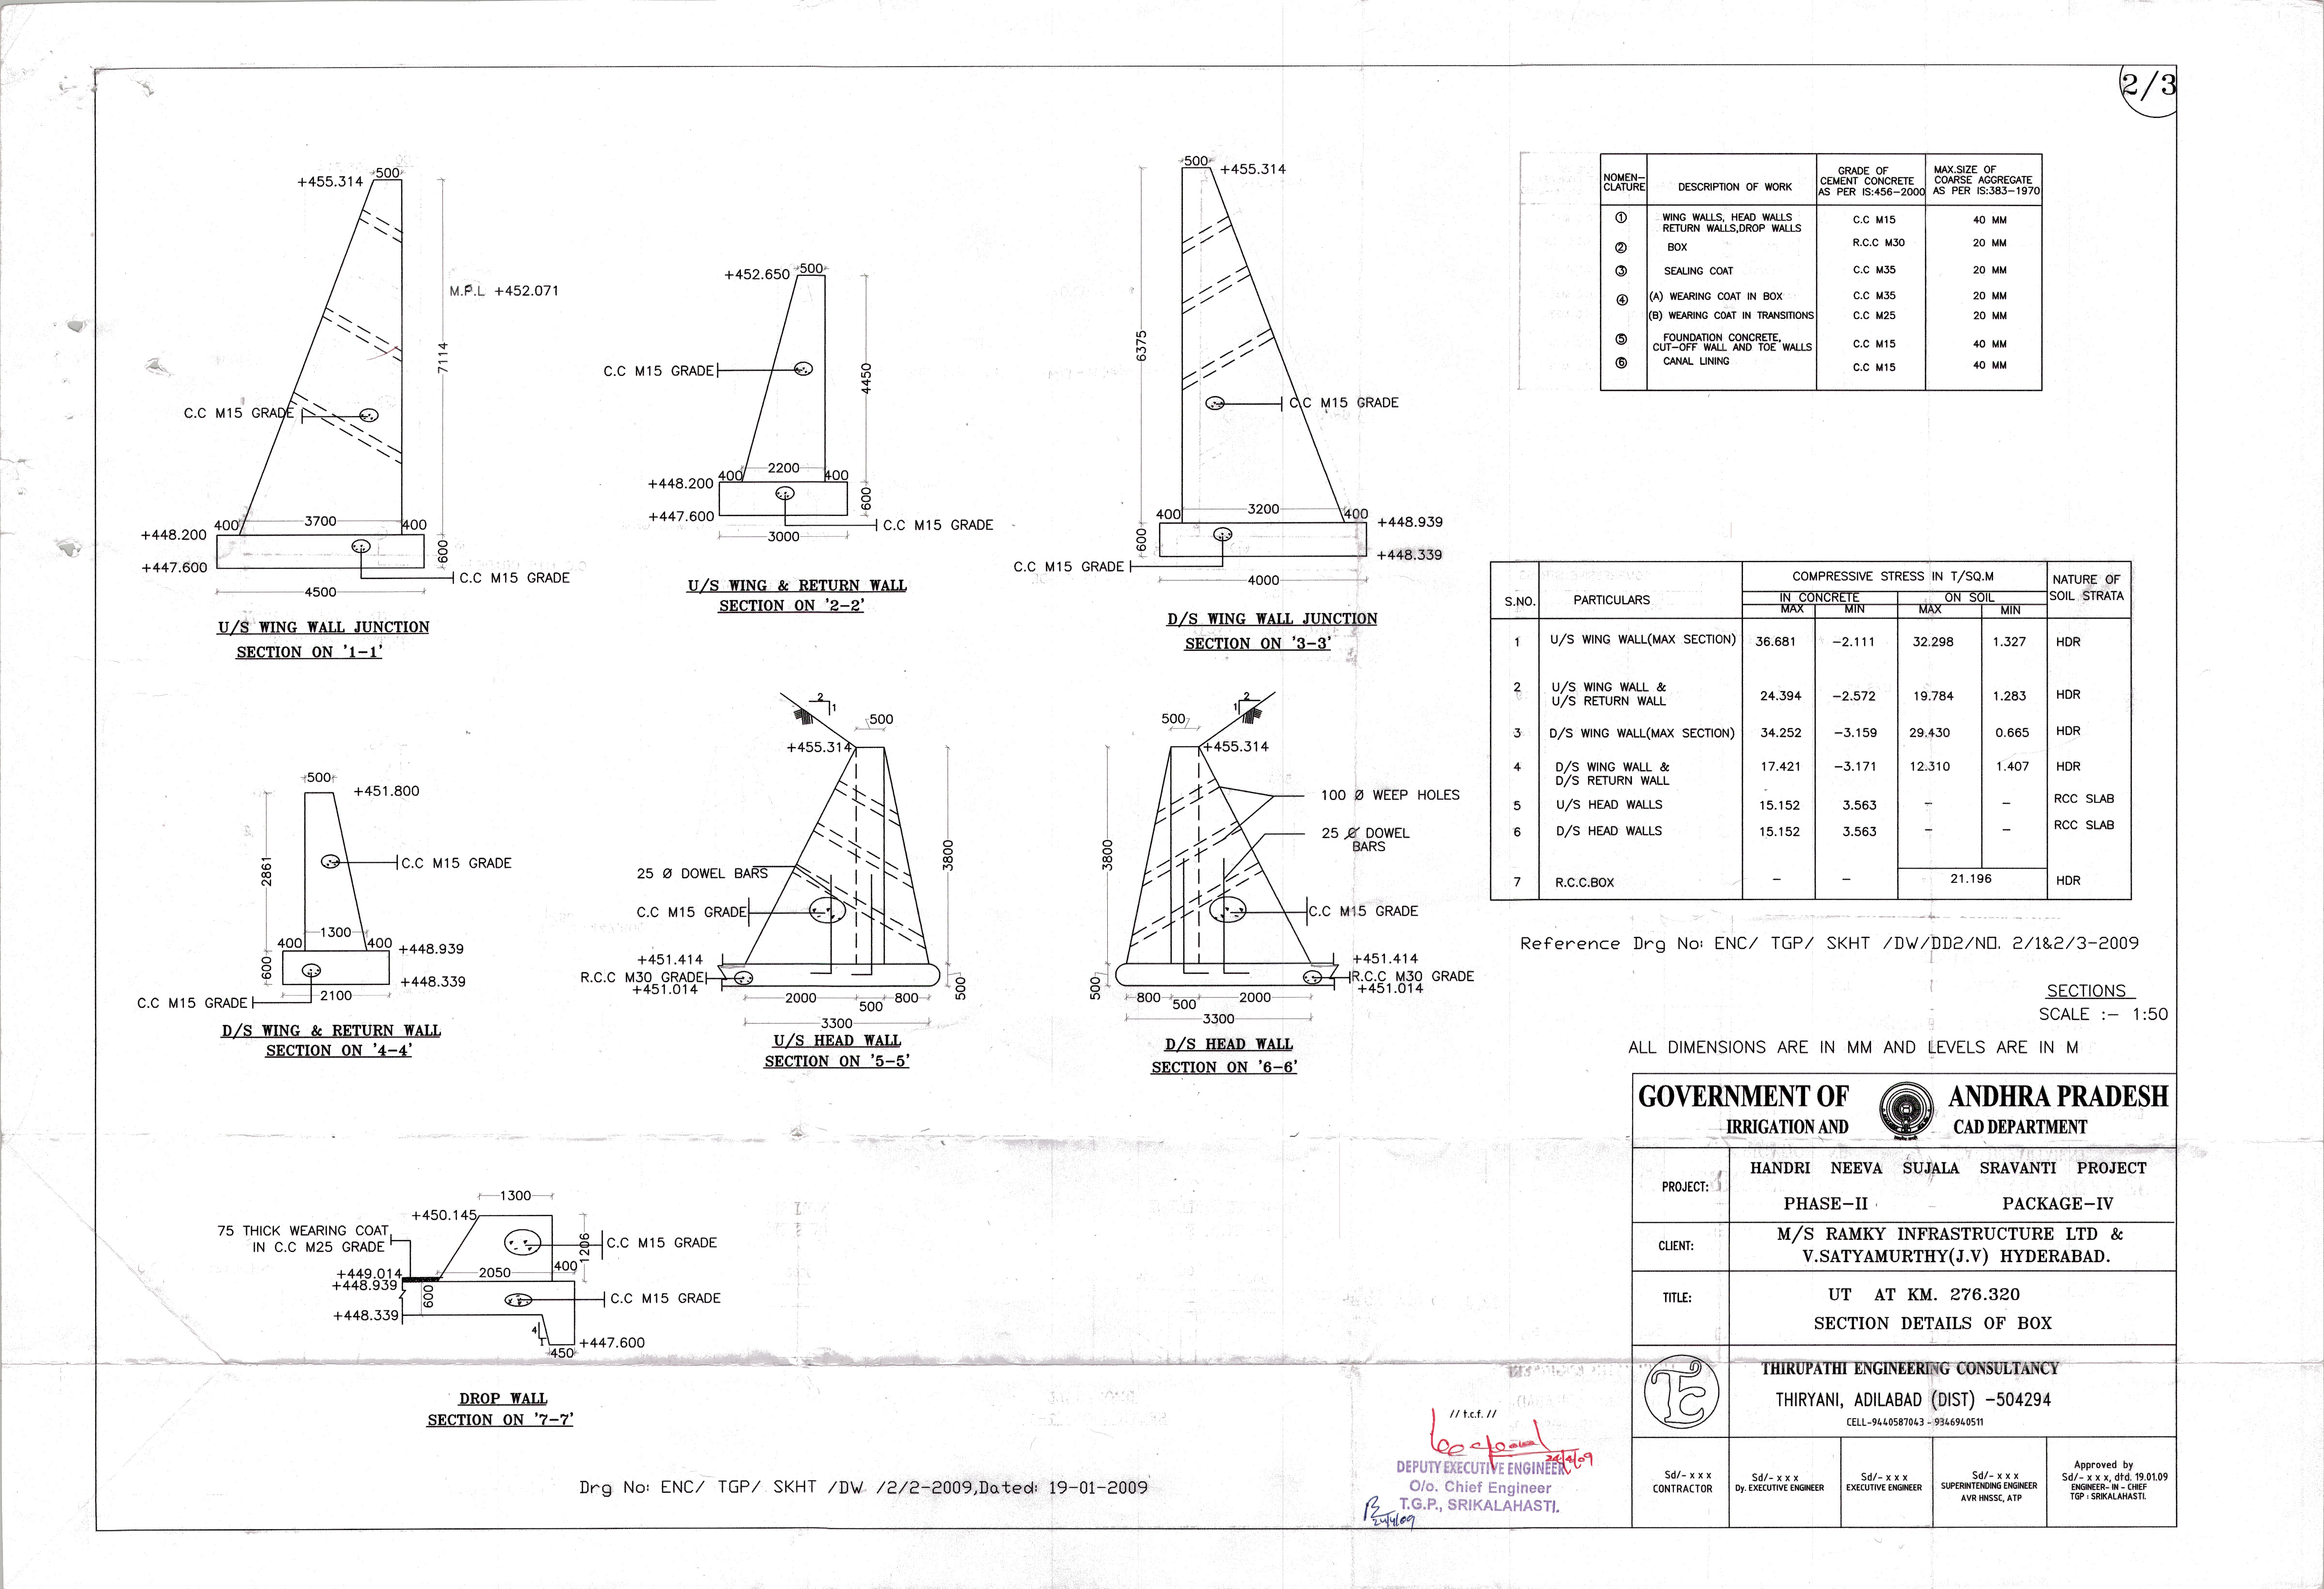 2/3
500
+455.314
M.P.L +452.071
7114
C.C M15 GRADE
400
3700
400
+448.200
600
+447.600
C.C M15 GRADE
4500
U/S WING WALL JUNCTION
SECTION ON '1-1'
+452.650
500
C.C M15 GRADE
4450
2200
400
400
+448.200
600
+447.600
C.C M15 GRADE
3000
U/S WING & RETURN WALL
SECTION ON '2-2'
500
+455.314
6375
C.C M15 GRADE
400
3200
400
+448.939
600
+448.339
C.C M15 GRADE
4000
D/S WING WALL JUNCTION
SECTION ON '3-3'
NOMEN-
CLATURE
DESCRIPTION OF WORK
GRADE OF
CEMENT CONCRETE
AS PER IS:456-2000
MAX.SIZE OF
COARSE AGGREGATE
AS PER IS:383-1970
1 WING WALLS, HEAD WALLS
RETURN WALLS,DROP WALLS
C.C M15 40 MM
2 BOX R.C.C M30 20 MM
3 SEALING COAT C.C M35 20 MM
4 (A) WEARING COAT IN BOX C.C M35 20 MM
(B) WEARING COAT IN TRANSITIONS C.C M25 20 MM
5 FOUNDATION CONCRETE,
CUT-OFF WALL AND TOE WALLS
C.C M15 40 MM
6 CANAL LINING C.C M15 40 MM
S.NO.
PARTICULARS
COMPRESSIVE STRESS IN T/SQ.M
IN CONCRETE
ON SOIL
MAX MIN MAX MIN
NATURE OF
SOIL STRATA
1 U/S WING WALL(MAX SECTION) 36.681 -2.111 32.298 1.327 HDR
2 U/S WING WALL &
U/S RETURN WALL
24.394 -2.572 19.784 1.283 HDR
3 D/S WING WALL(MAX SECTION) 34.252 -3.159 29.430 0.665 HDR
4 D/S WING WALL &
D/S RETURN WALL
17.421 -3.171 12.310 1.407 HDR
5 U/S HEAD WALLS 15.152 3.563 - - RCC SLAB
6 D/S HEAD WALLS 15.152 3.563 - - RCC SLAB
7 R.C.C.BOX - - 21.196 HDR
500
+451.800
2861
C.C M15 GRADE
1300
400
400
+448.939
600
+448.339
2100
C.C M15 GRADE
D/S WING & RETURN WALL
SECTION ON '4-4'
2
1
500
+455.314
3800
25 Ø DOWEL BARS
C.C M15 GRADE
+451.414
R.C.C M30 GRADE
+451.014
2000
500
800
500
3300
U/S HEAD WALL
SECTION ON '5-5'
2
1
500
+455.314
100 Ø WEEP HOLES
25 Ø DOWEL
BARS
3800
C.C M15 GRADE
+451.414
R.C.C M30 GRADE
+451.014
500
800
500
2000
3300
D/S HEAD WALL
SECTION ON '6-6'
Reference Drg No: ENC/ TGP/ SKHT /DW/DD2/NO. 2/1&2/3-2009
SECTIONS
SCALE :- 1:50
ALL DIMENSIONS ARE IN MM AND LEVELS ARE IN M
1300
+450.145
75 THICK WEARING COAT
IN C.C M25 GRADE
C.C M15 GRADE
1206
+449.014
2050
400
+448.939
600
C.C M15 GRADE
+448.339
4
1
+447.600
450
DROP WALL
SECTION ON '7-7'
Drg No: ENC/ TGP/ SKHT /DW /2/2-2009,Dated: 19-01-2009
// t.c.f. //
24/4/09
DEPUTY EXECUTIVE ENGINEER
O/o. Chief Engineer
T.G.P., SRIKALAHASTI.
24/4/09
GOVERNMENT OF ANDHRA PRADESH
IRRIGATION AND CAD DEPARTMENT
PROJECT:
HANDRI NEEVA SUJALA SRAVANTI PROJECT
PHASE-II PACKAGE-IV
CLIENT:
M/S RAMKY INFRASTRUCTURE LTD &
V.SATYAMURTHY(J.V) HYDERABAD.
TITLE:
UT AT KM. 276.320
SECTION DETAILS OF BOX
THIRUPATHI ENGINEERING CONSULTANCY
THIRYANI, ADILABAD (DIST) -504294
CELL-9440587043 - 9346940511
Sd/- x x x
CONTRACTOR
Sd/- x x x
Dy. EXECUTIVE ENGINEER
Sd/- x x x
EXECUTIVE ENGINEER
Sd/- x x x
SUPERINTENDING ENGINEER
AVR HNSSC, ATP
Approved by
Sd/- x x x, dtd. 19.01.09
ENGINEER- IN - CHIEF
TGP : SRIKALAHASTI.